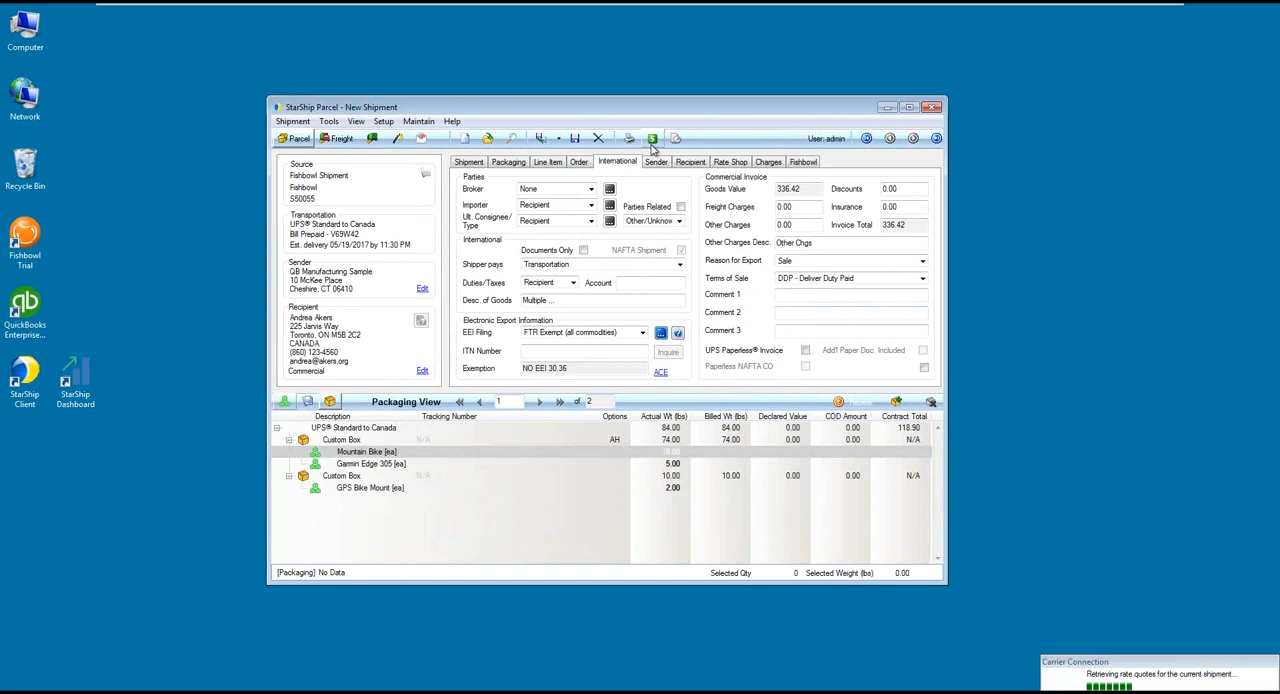 Computer
Network
Recycle Bin
Fishbowl
Trial
QuickBooks
Enterprise...
StarShip
Client
StarShip
Dashboard
StarShip Parcel - New Shipment
Shipment Tools View Setup Maintain Help
Parcel Freight User: admin
Source
Fishbowl Shipment
Fishbowl
S50055
Transportation
UPS® Standard to Canada
Bill Prepaid - V69W42
Est. delivery 05/19/2017 by 11:30 PM
Sender
QB Manufacturing Sample
10 McKee Place
Cheshire, CT 06410
Edit
Recipient
Andrea Akers
225 Jarvis Way
Toronto, ON M5B 2C2
CANADA
(860) 123-4560
andrea@akers.org
Commercial Edit
Shipment Packaging Line Item Order International Sender Recipient Rate Shop Charges Fishbowl
Parties
Broker None
Importer Recipient Parties Related
Ult. Consignee/
Type Recipient Other/Unknow
International
Documents Only NAFTA Shipment
Shipper pays Transportation
Duties/Taxes Recipient Account
Desc. of Goods Multiple ...
Electronic Export Information
EEI Filing FTR Exempt (all commodities) ... ?
ITN Number Inquire
Exemption NO EEI 30.36 ACE
Commercial Invoice
Goods Value 336.42 Discounts 0.00
Freight Charges 0.00 Insurance 0.00
Other Charges 0.00 Invoice Total 336.42
Other Charges Desc. Other Chgs
Reason for Export Sale
Terms of Sale DDP - Deliver Duty Paid
Comment 1
Comment 2
Comment 3
UPS Paperless® Invoice Add'l Paper Doc. Included
Paperless NAFTA CO
Packaging View 1 of 2
Description Tracking Number Options Actual Wt (lbs) Billed Wt (lbs) Declared Value COD Amount Contract Total
UPS® Standard to Canada 84.00 84.00 0.00 0.00 118.90
Custom Box N/A AH 74.00 74.00 0.00 0.00 N/A
Mountain Bike [ea]
Garmin Edge 305 [ea] 5.00
Custom Box N/A 10.00 10.00 0.00 0.00 N/A
GPS Bike Mount [ea] 2.00
[Packaging] No Data Selected Qty 0 Selected Weight (lbs) 0.00
Carrier Connection
Retrieving rate quotes for the current shipment...